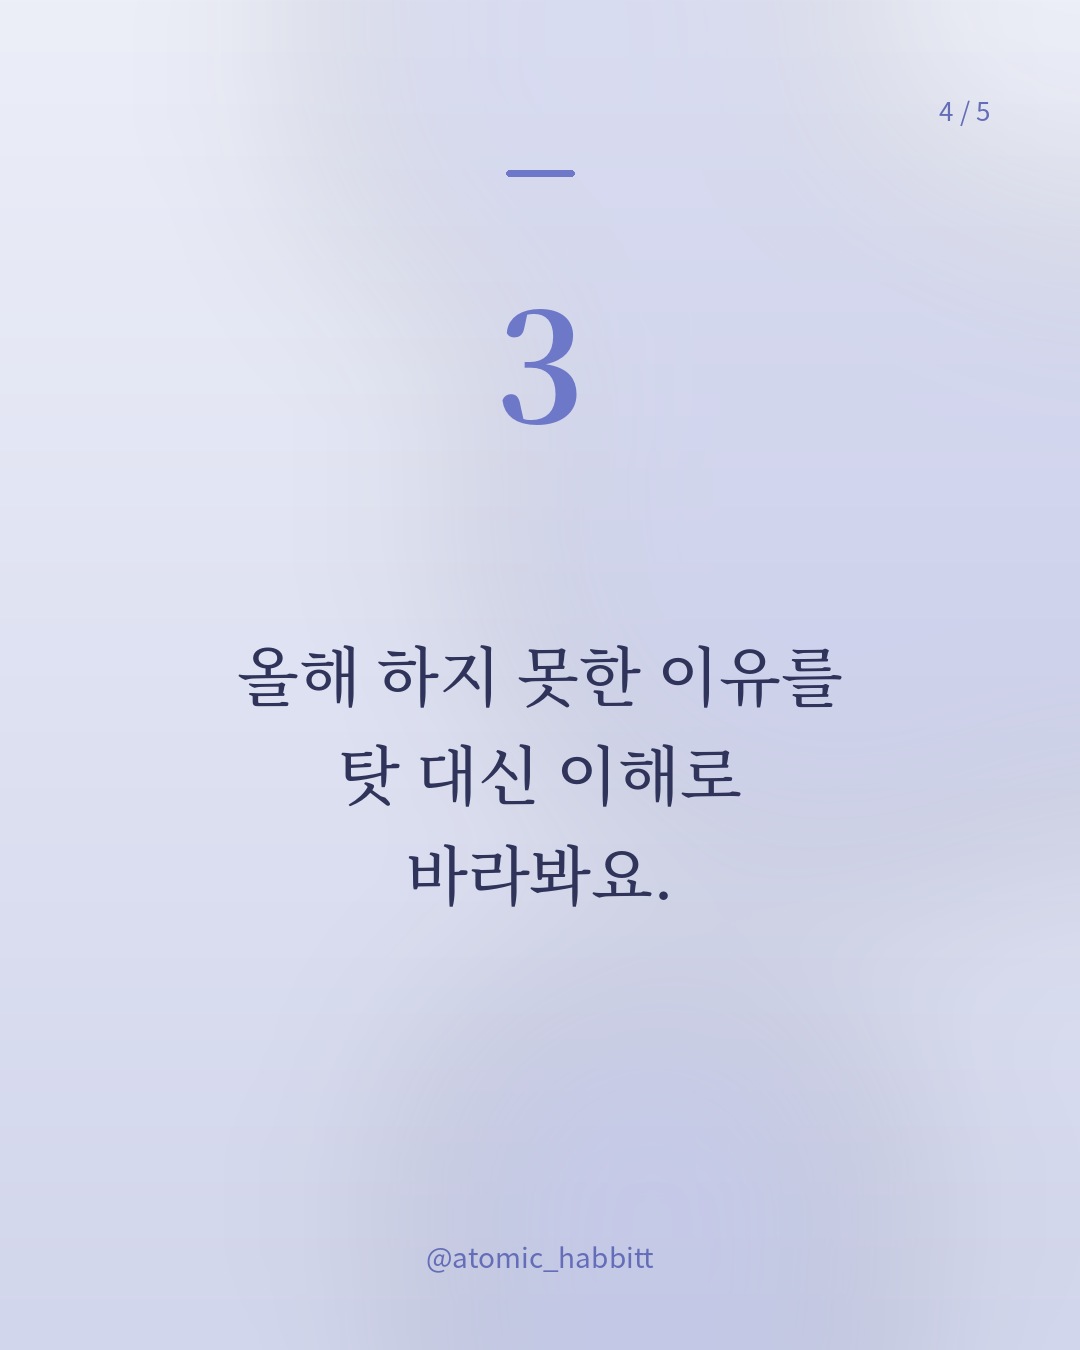 4 / 5
3
올해 하지 못한 이유를
탓 대신 이해로
바라봐요.
@atomic_habbitt